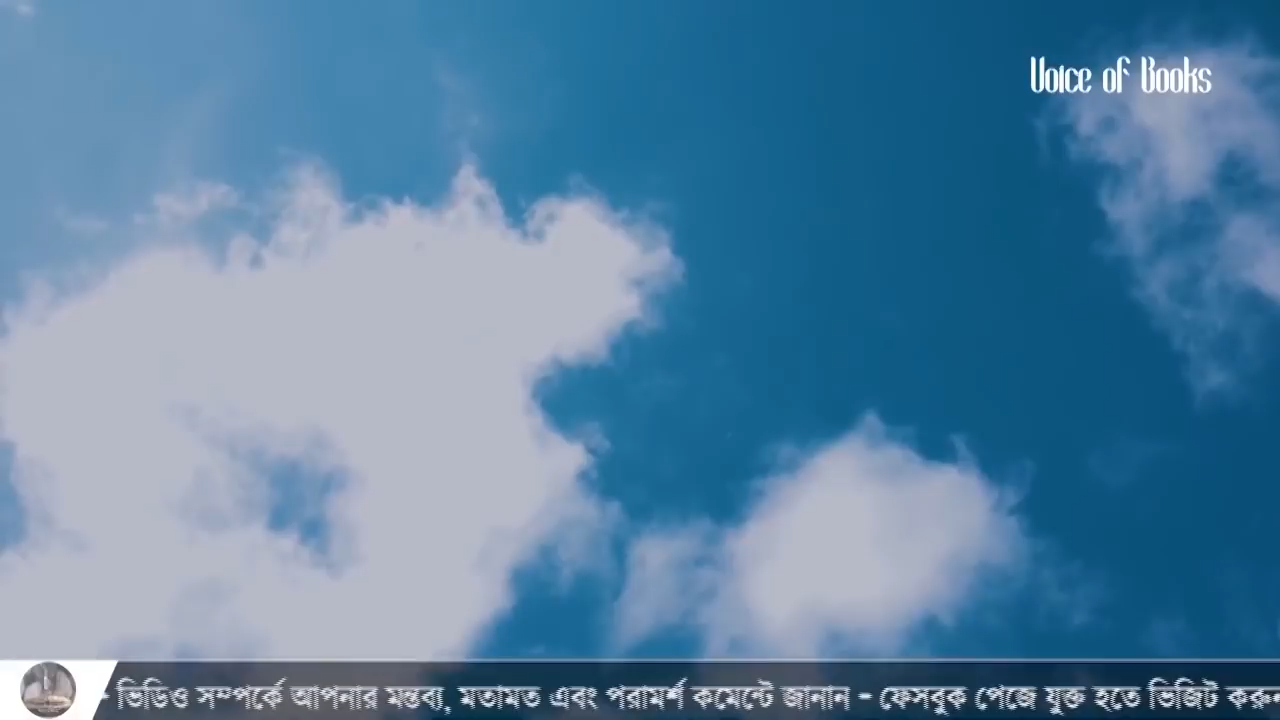 Voice of Books
- ভিডিও সম্পর্কে আপনার মন্তব্য, মতামত এবং পরামর্শ কমেন্টে জানান - ফেসবুক পেজে যুক্ত হতে ভিজিট